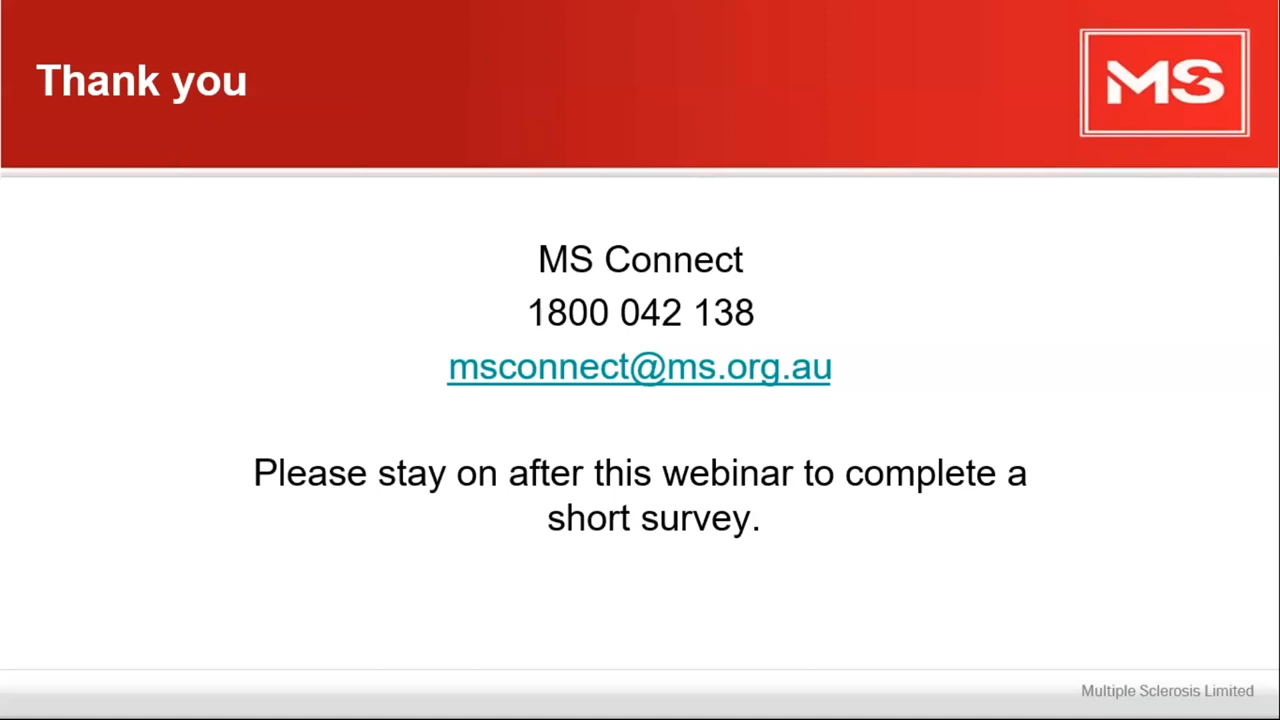 Thank you
MS
MS Connect
1800 042 138
msconnect@ms.org.au
Please stay on after this webinar to complete a
short survey.
Multiple Sclerosis Limited